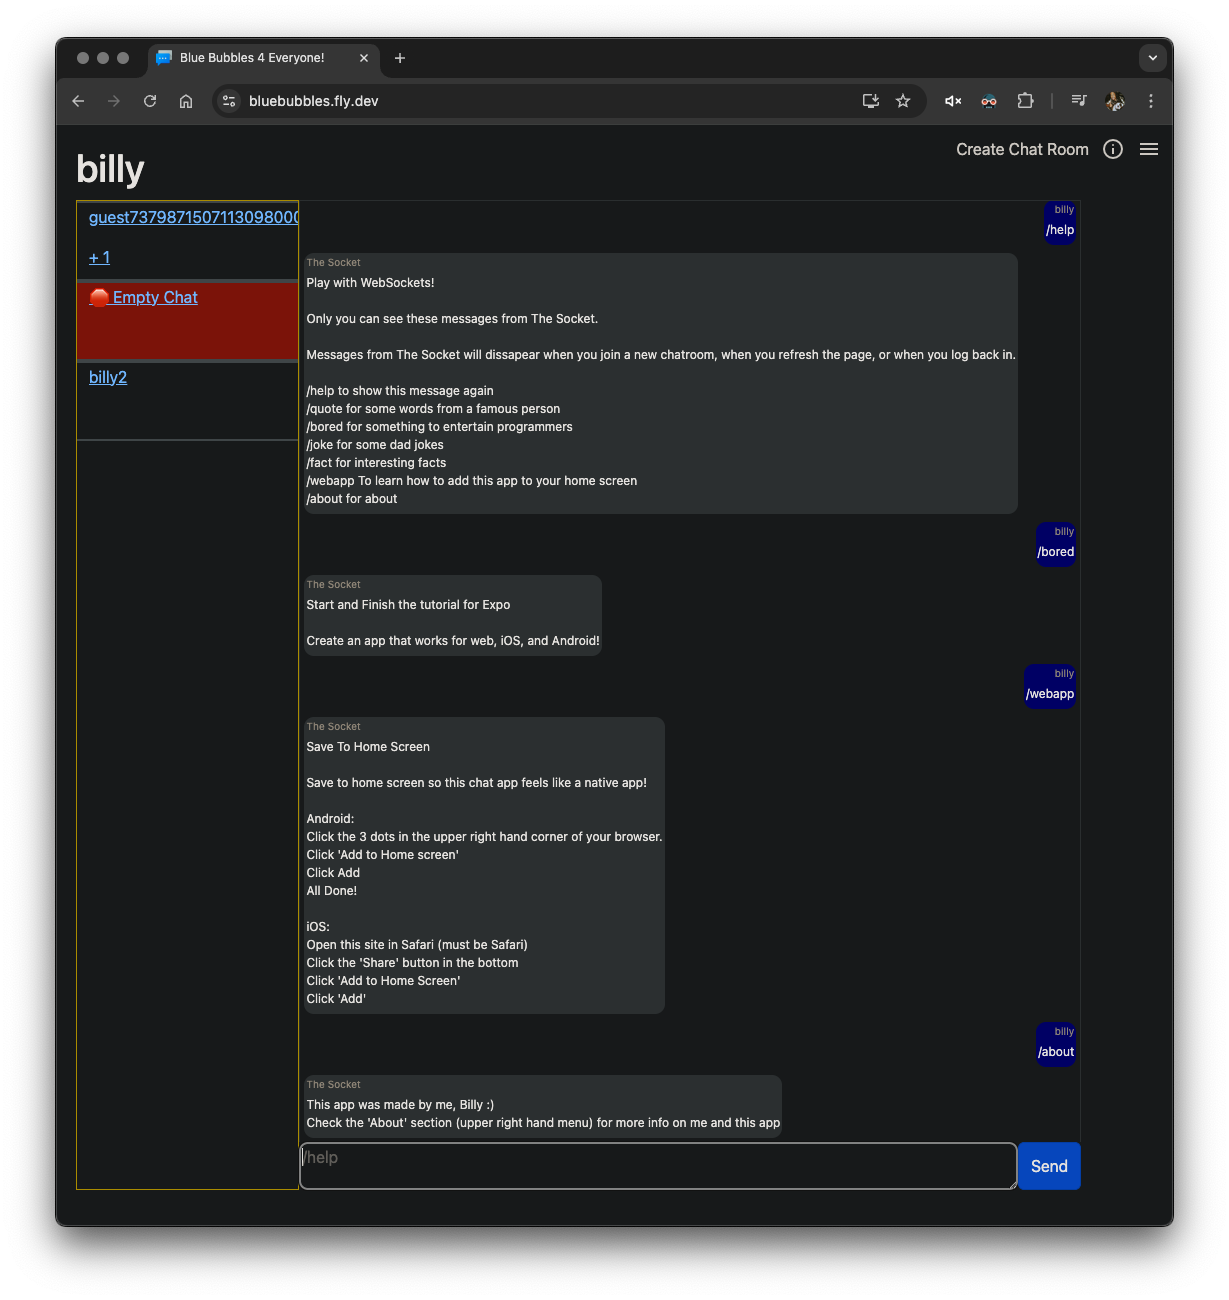 Blue Bubbles 4 Everyone!
bluebubbles.fly.dev
Create Chat Room
billy
guest7379871507113098000
+ 1
🛑 Empty Chat
billy2
billy
/help
The Socket
Play with WebSockets!
Only you can see these messages from The Socket.
Messages from The Socket will dissapear when you join a new chatroom, when you refresh the page, or when you log back in.
/help to show this message again
/quote for some words from a famous person
/bored for something to entertain programmers
/joke for some dad jokes
/fact for interesting facts
/webapp To learn how to add this app to your home screen
/about for about
billy
/bored
The Socket
Start and Finish the tutorial for Expo
Create an app that works for web, iOS, and Android!
billy
/webapp
The Socket
Save To Home Screen
Save to home screen so this chat app feels like a native app!
Android:
Click the 3 dots in the upper right hand corner of your browser.
Click 'Add to Home screen'
Click Add
All Done!
iOS:
Open this site in Safari (must be Safari)
Click the 'Share' button in the bottom
Click 'Add to Home Screen'
Click 'Add'
billy
/about
The Socket
This app was made by me, Billy :)
Check the 'About' section (upper right hand menu) for more info on me and this app
/help
Send